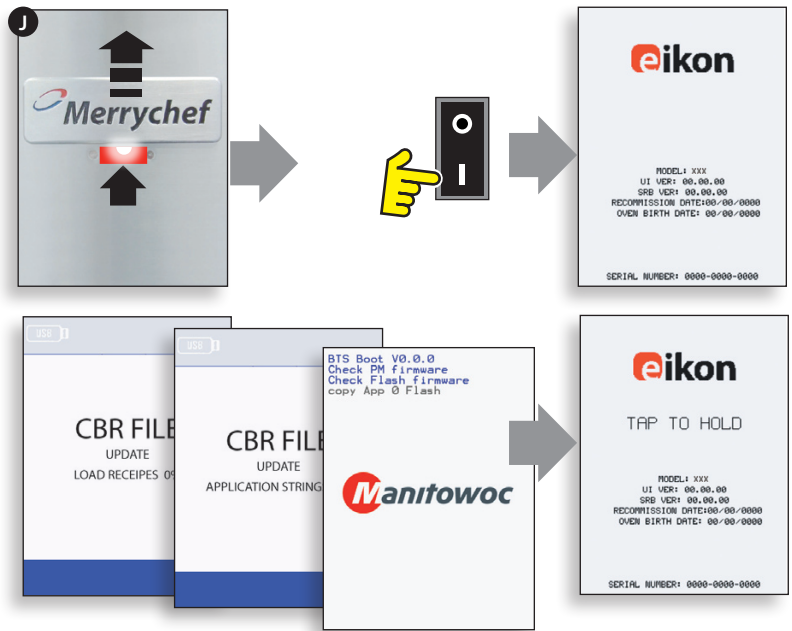 J
Merrychef
eikon
MODEL: XXX
UI VER: 00.00.00
SRB VER: 00.00.00
RECOMMISSION DATE:00/00/0000
OVEN BIRTH DATE: 00/00/0000
SERIAL NUMBER: 0000-0000-0000
USB
CBR FILE
UPDATE
LOAD RECEIPES 0%
USB
CBR FILE
UPDATE
APPLICATION STRING
BTS Boot V0.0.0
Check PM firmware
Check Flash firmware
copy App 0 Flash
Manitowoc
eikon
TAP TO HOLD
MODEL: XXX
UI VER: 00.00.00
SRB VER: 00.00.00
RECOMMISSION DATE:00/00/0000
OVEN BIRTH DATE: 00/00/0000
SERIAL NUMBER: 0000-0000-0000